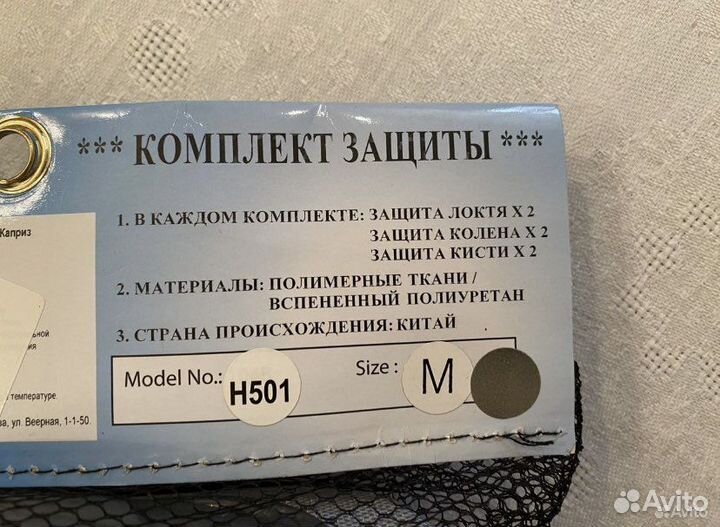 *** КОМПЛЕКТ ЗАЩИТЫ ***
1. В КАЖДОМ КОМПЛЕКТЕ: ЗАЩИТА ЛОКТЯ X 2
ЗАЩИТА КОЛЕНА X 2
ЗАЩИТА КИСТИ X 2
2. МАТЕРИАЛЫ: ПОЛИМЕРНЫЕ ТКАНИ /
ВСПЕНЕННЫЙ ПОЛИУРЕТАН
3. СТРАНА ПРОИСХОЖДЕНИЯ: КИТАЙ
Model No.: H501 Size : M
Каприз
температуре.
ул. Веерная, 1-1-50.
Avito